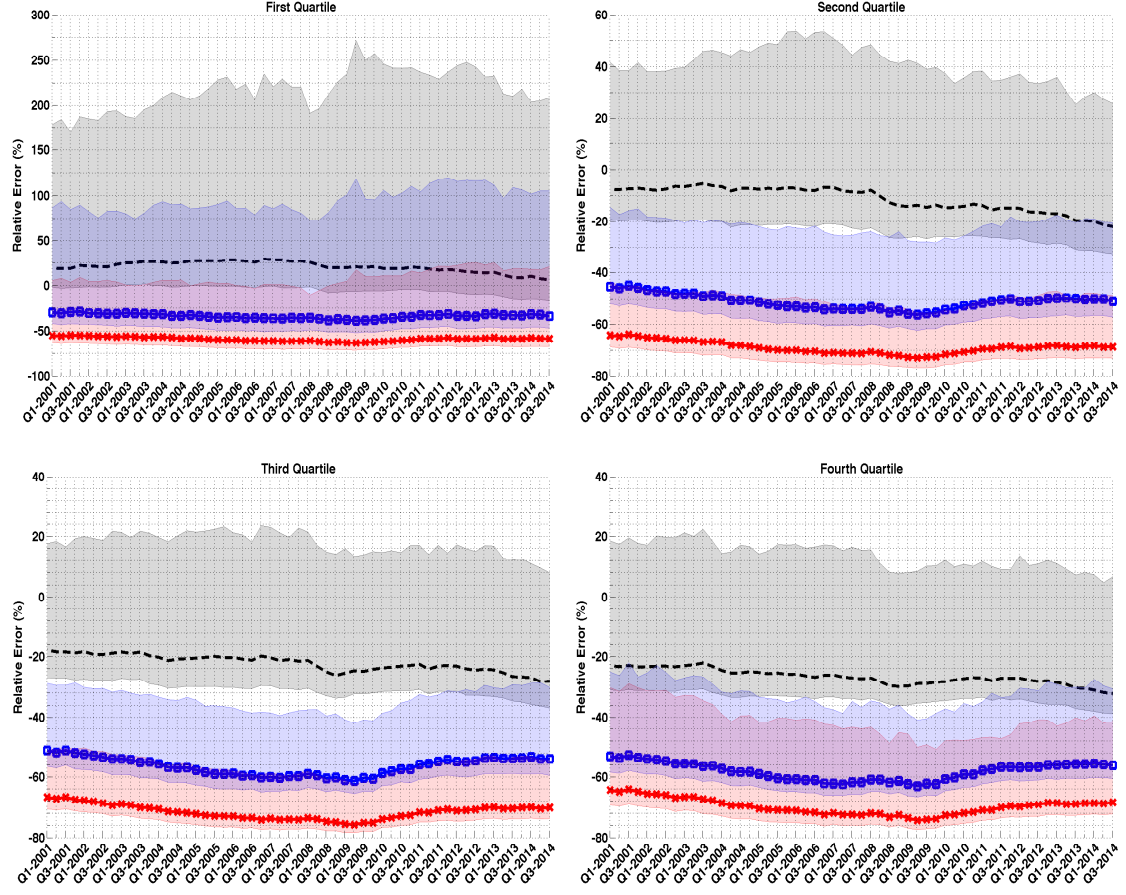 First Quartile
300
250
200
150
100
50
0
-50
-100
Relative Error (%)
Q1-2001 Q3-2001 Q1-2002 Q3-2002 Q1-2003 Q3-2003 Q1-2004 Q3-2004 Q1-2005 Q3-2005 Q1-2006 Q3-2006 Q1-2007 Q3-2007 Q1-2008 Q3-2008 Q1-2009 Q3-2009 Q1-2010 Q3-2010 Q1-2011 Q3-2011 Q1-2012 Q3-2012 Q1-2013 Q3-2013 Q1-2014 Q3-2014
Second Quartile
60
40
20
0
-20
-40
-60
-80
Relative Error (%)
Q1-2001 Q3-2001 Q1-2002 Q3-2002 Q1-2003 Q3-2003 Q1-2004 Q3-2004 Q1-2005 Q3-2005 Q1-2006 Q3-2006 Q1-2007 Q3-2007 Q1-2008 Q3-2008 Q1-2009 Q3-2009 Q1-2010 Q3-2010 Q1-2011 Q3-2011 Q1-2012 Q3-2012 Q1-2013 Q3-2013 Q1-2014 Q3-2014
Third Quartile
40
20
0
-20
-40
-60
-80
Relative Error (%)
Q1-2001 Q3-2001 Q1-2002 Q3-2002 Q1-2003 Q3-2003 Q1-2004 Q3-2004 Q1-2005 Q3-2005 Q1-2006 Q3-2006 Q1-2007 Q3-2007 Q1-2008 Q3-2008 Q1-2009 Q3-2009 Q1-2010 Q3-2010 Q1-2011 Q3-2011 Q1-2012 Q3-2012 Q1-2013 Q3-2013 Q1-2014 Q3-2014
Fourth Quartile
40
20
0
-20
-40
-60
-80
Relative Error (%)
Q1-2001 Q3-2001 Q1-2002 Q3-2002 Q1-2003 Q3-2003 Q1-2004 Q3-2004 Q1-2005 Q3-2005 Q1-2006 Q3-2006 Q1-2007 Q3-2007 Q1-2008 Q3-2008 Q1-2009 Q3-2009 Q1-2010 Q3-2010 Q1-2011 Q3-2011 Q1-2012 Q3-2012 Q1-2013 Q3-2013 Q1-2014 Q3-2014